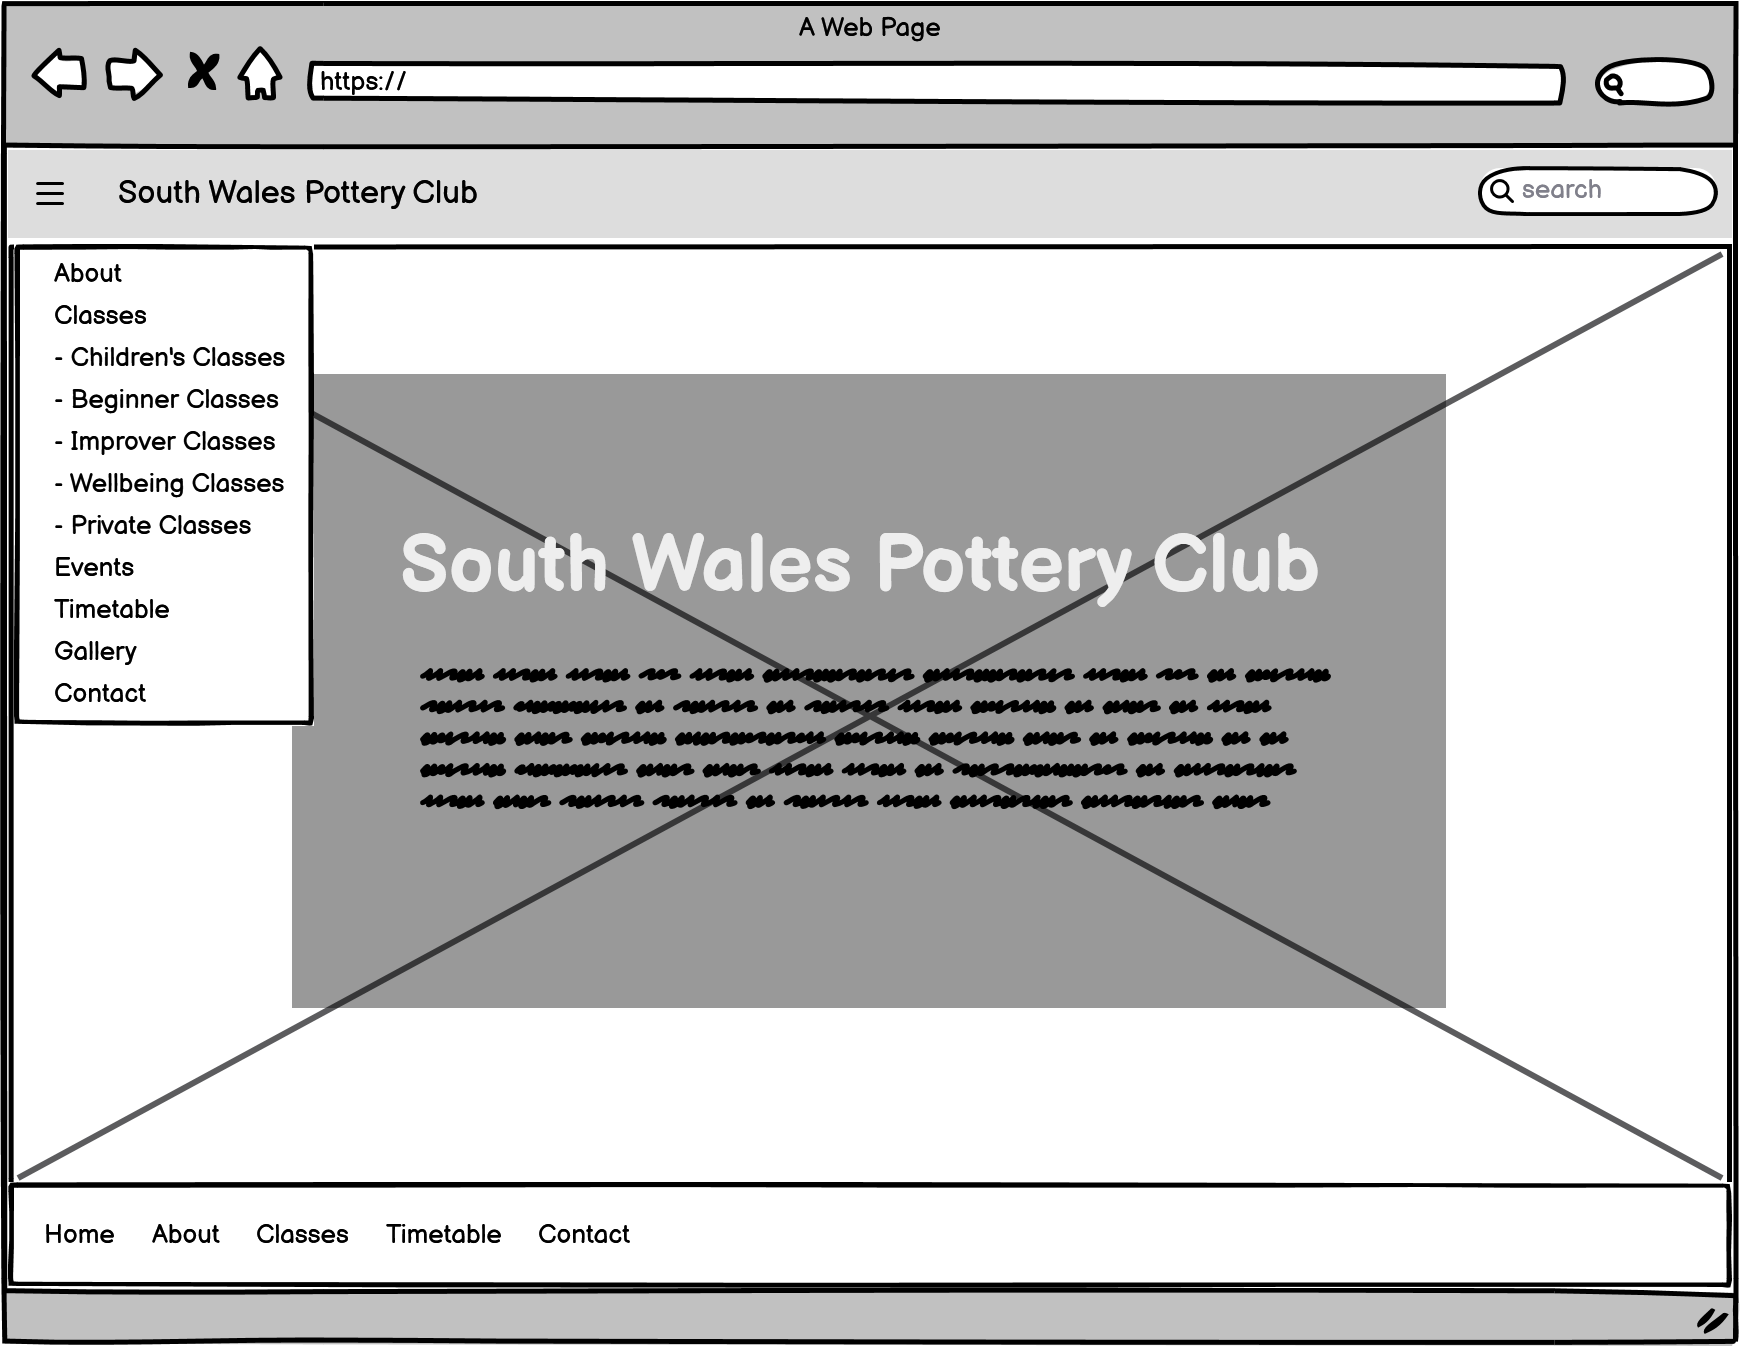 A Web Page
https://
South Wales Pottery Club
search
About
Classes
- Children's Classes
- Beginner Classes
- Improver Classes
- Wellbeing Classes
- Private Classes
Events
Timetable
Gallery
Contact
South Wales Pottery Club
Home About Classes Timetable Contact